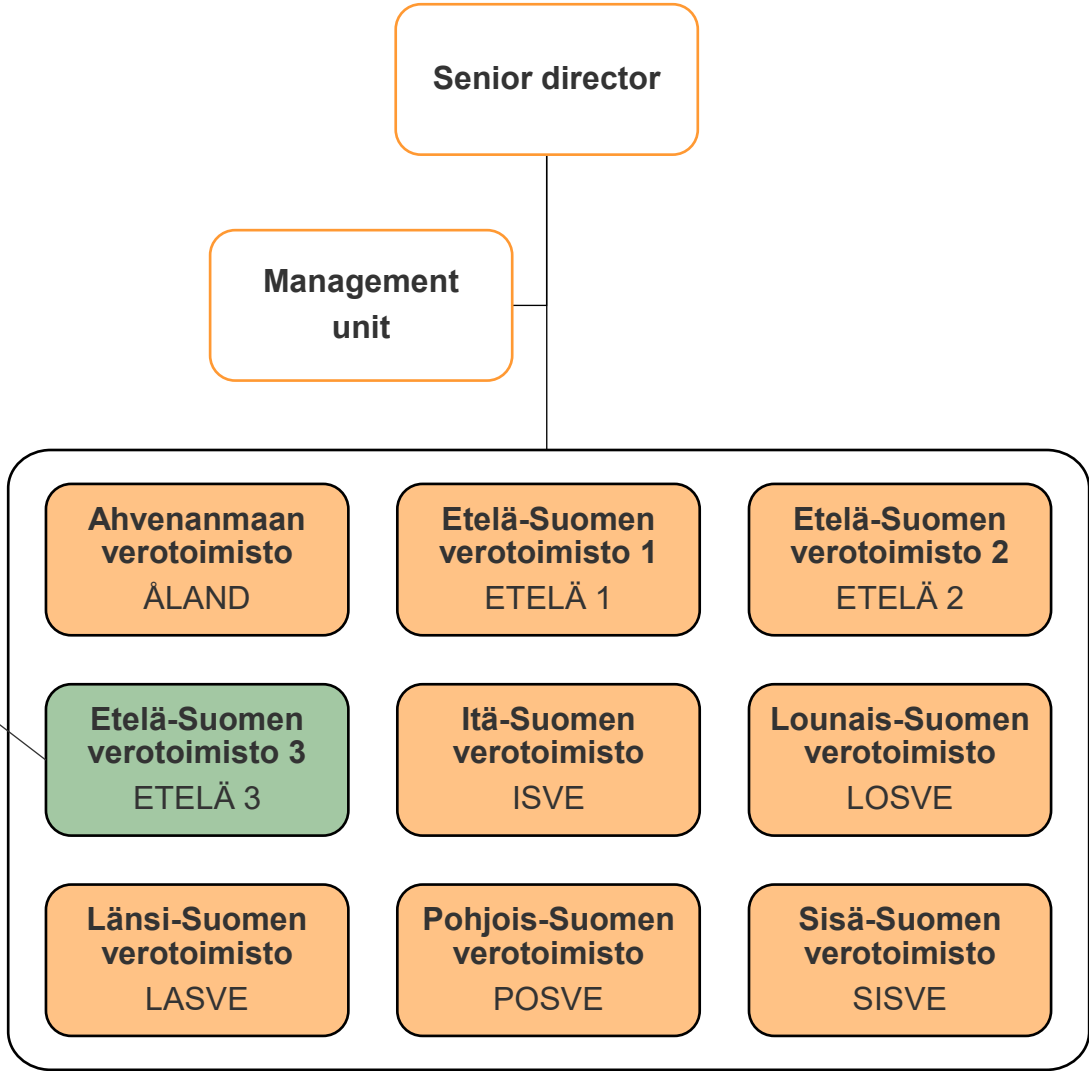 Senior director
Management
unit
Ahvenanmaan
verotoimisto
ÅLAND
Etelä-Suomen
verotoimisto 1
ETELÄ 1
Etelä-Suomen
verotoimisto 2
ETELÄ 2
Etelä-Suomen
verotoimisto 3
ETELÄ 3
Itä-Suomen
verotoimisto
ISVE
Lounais-Suomen
verotoimisto
LOSVE
Länsi-Suomen
verotoimisto
LASVE
Pohjois-Suomen
verotoimisto
POSVE
Sisä-Suomen
verotoimisto
SISVE